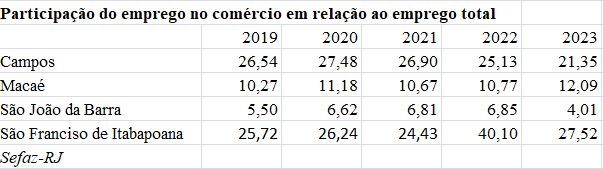 Participação do emprego no comércio em relação ao emprego total
2019 2020 2021 2022 2023
Campos 26,54 27,48 26,90 25,13 21,35
Macaé 10,27 11,18 10,67 10,77 12,09
São João da Barra 5,50 6,62 6,81 6,85 4,01
São Franciso de Itabapoana 25,72 26,24 24,43 40,10 27,52
Sefaz-RJ